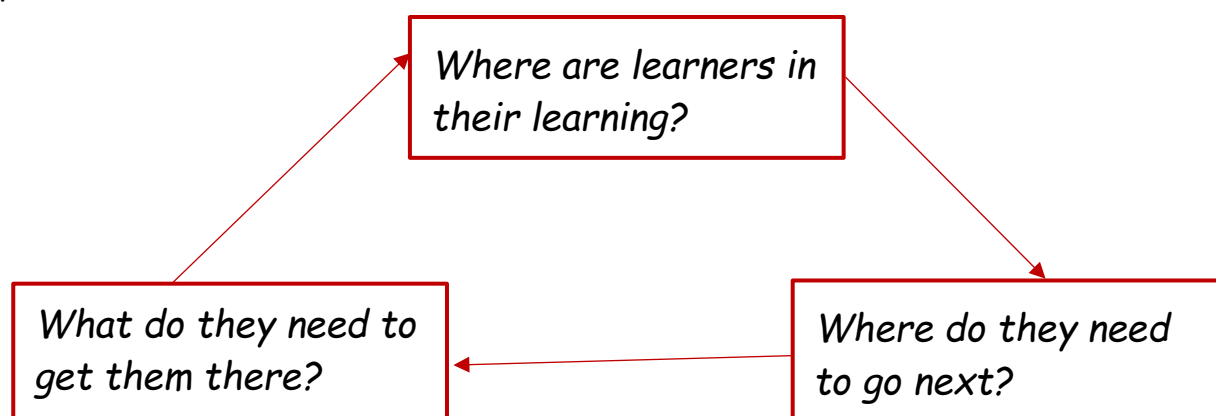 Where are learners in
their learning?
What do they need to
get them there?
Where do they need
to go next?